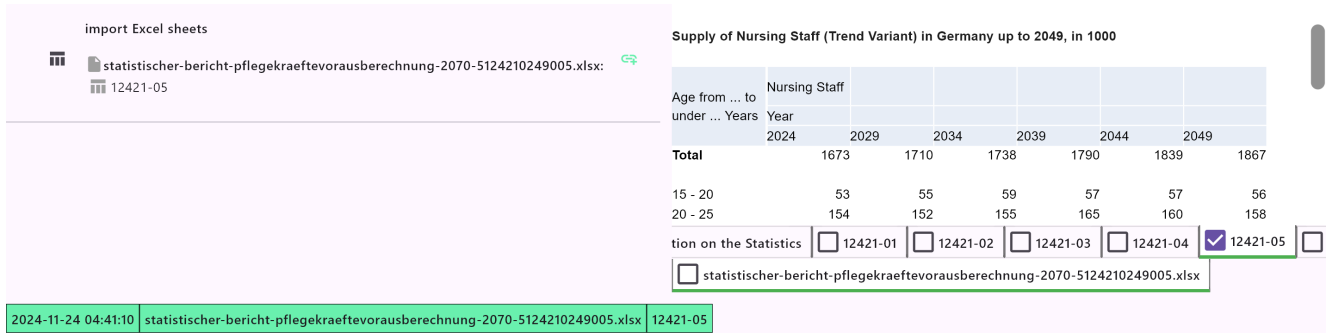 import Excel sheets
statistischer-bericht-pflegekraeftevorausberechnung-2070-5124210249005.xlsx:
12421-05
Supply of Nursing Staff (Trend Variant) in Germany up to 2049, in 1000
Age from ... to under ... Years
Nursing Staff
Year
2024 2029 2034 2039 2044 2049
Total 1673 1710 1738 1790 1839 1867
15 - 20 53 55 59 57 57 56
20 - 25 154 152 155 165 160 158
tion on the Statistics 12421-01 12421-02 12421-03 12421-04 12421-05
statistischer-bericht-pflegekraeftevorausberechnung-2070-5124210249005.xlsx
2024-11-24 04:41:10 statistischer-bericht-pflegekraeftevorausberechnung-2070-5124210249005.xlsx 12421-05